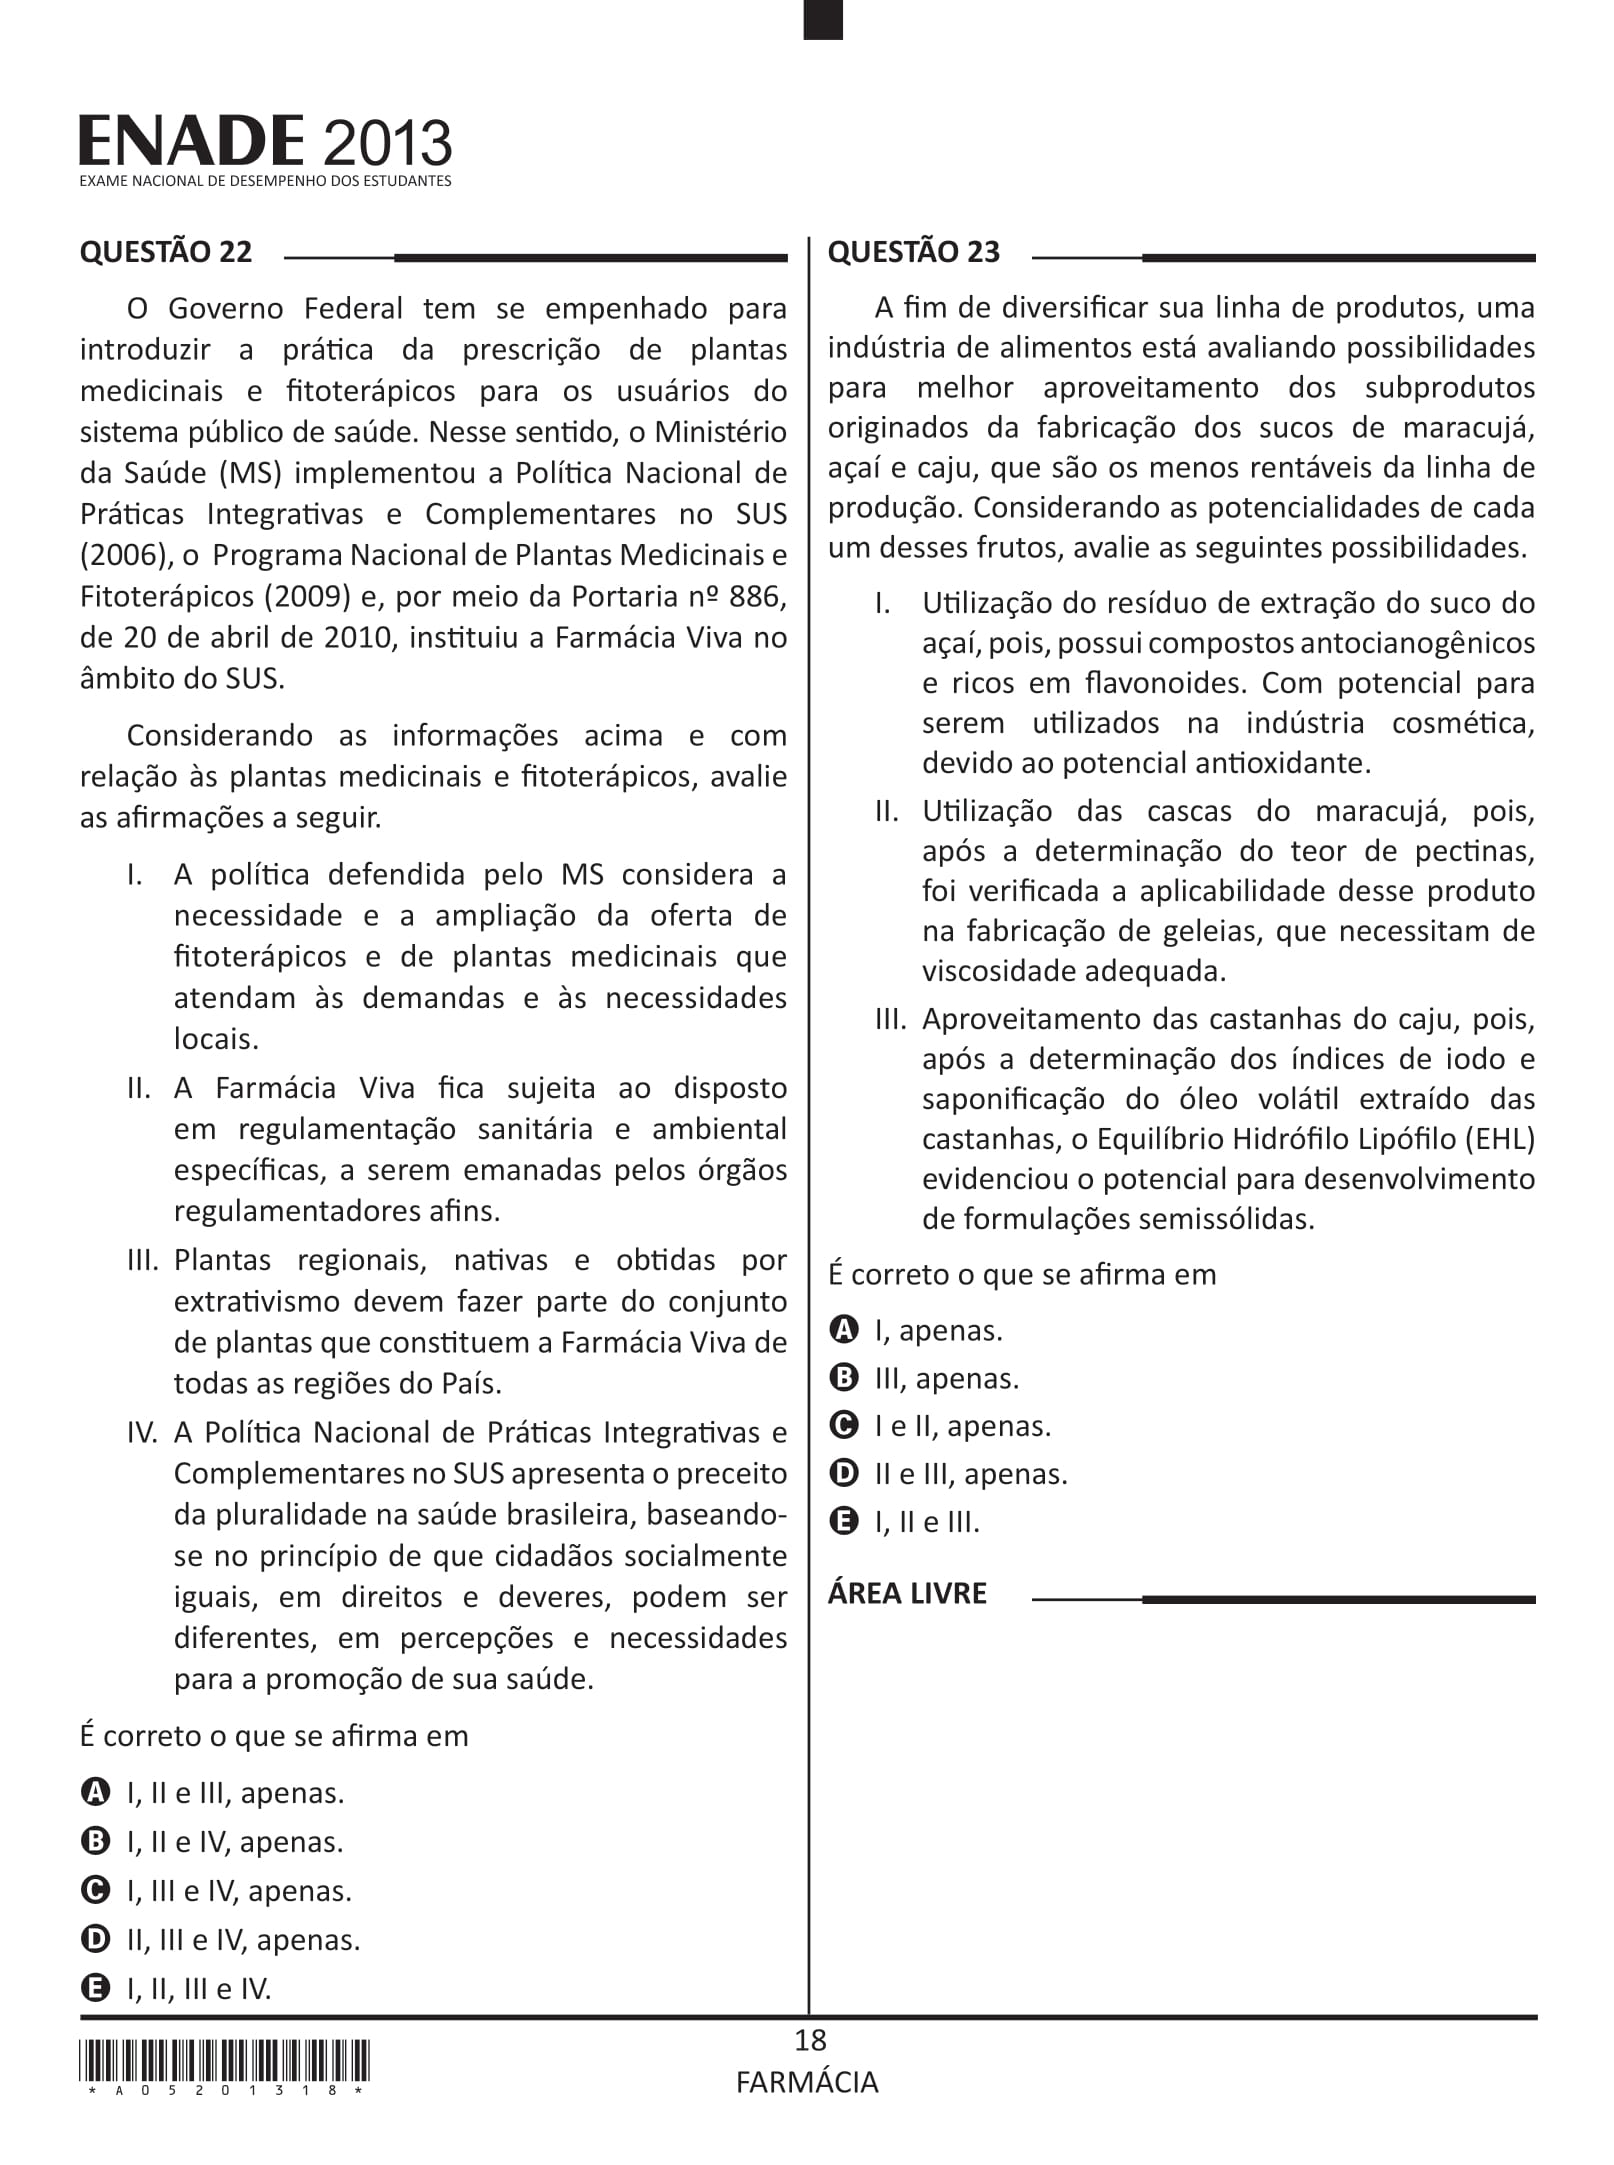 ENADE 2013
EXAME NACIONAL DE DESEMPENHO DOS ESTUDANTES
QUESTÃO 22
O Governo Federal tem se empenhado para
introduzir a prática da prescrição de plantas
medicinais e fitoterápicos para os usuários do
sistema público de saúde. Nesse sentido, o Ministério
da Saúde (MS) implementou a Política Nacional de
Práticas Integrativas e Complementares no SUS
(2006), o Programa Nacional de Plantas Medicinais e
Fitoterápicos (2009) e, por meio da Portaria nº 886,
de 20 de abril de 2010, instituiu a Farmácia Viva no
âmbito do SUS.
Considerando as informações acima e com
relação às plantas medicinais e fitoterápicos, avalie
as afirmações a seguir.
I. A política defendida pelo MS considera a
necessidade e a ampliação da oferta de
fitoterápicos e de plantas medicinais que
atendam às demandas e às necessidades
locais.
II. A Farmácia Viva fica sujeita ao disposto
em regulamentação sanitária e ambiental
específicas, a serem emanadas pelos órgãos
regulamentadores afins.
III. Plantas regionais, nativas e obtidas por
extrativismo devem fazer parte do conjunto
de plantas que constituem a Farmácia Viva de
todas as regiões do País.
IV. A Política Nacional de Práticas Integrativas e
Complementares no SUS apresenta o preceito
da pluralidade na saúde brasileira, baseando-
se no princípio de que cidadãos socialmente
iguais, em direitos e deveres, podem ser
diferentes, em percepções e necessidades
para a promoção de sua saúde.
É correto o que se afirma em
A I, II e III, apenas.
B I, II e IV, apenas.
C I, III e IV, apenas.
D II, III e IV, apenas.
E I, II, III e IV.
QUESTÃO 23
A fim de diversificar sua linha de produtos, uma
indústria de alimentos está avaliando possibilidades
para melhor aproveitamento dos subprodutos
originados da fabricação dos sucos de maracujá,
açaí e caju, que são os menos rentáveis da linha de
produção. Considerando as potencialidades de cada
um desses frutos, avalie as seguintes possibilidades.
I. Utilização do resíduo de extração do suco do
açaí, pois, possui compostos antocianogênicos
e ricos em flavonoides. Com potencial para
serem utilizados na indústria cosmética,
devido ao potencial antioxidante.
II. Utilização das cascas do maracujá, pois,
após a determinação do teor de pectinas,
foi verificada a aplicabilidade desse produto
na fabricação de geleias, que necessitam de
viscosidade adequada.
III. Aproveitamento das castanhas do caju, pois,
após a determinação dos índices de iodo e
saponificação do óleo volátil extraído das
castanhas, o Equilíbrio Hidrófilo Lipófilo (EHL)
evidenciou o potencial para desenvolvimento
de formulações semissólidas.
É correto o que se afirma em
A I, apenas.
B III, apenas.
C I e II, apenas.
D II e III, apenas.
E I, II e III.
ÁREA LIVRE
*A05201318*
18
FARMÁCIA